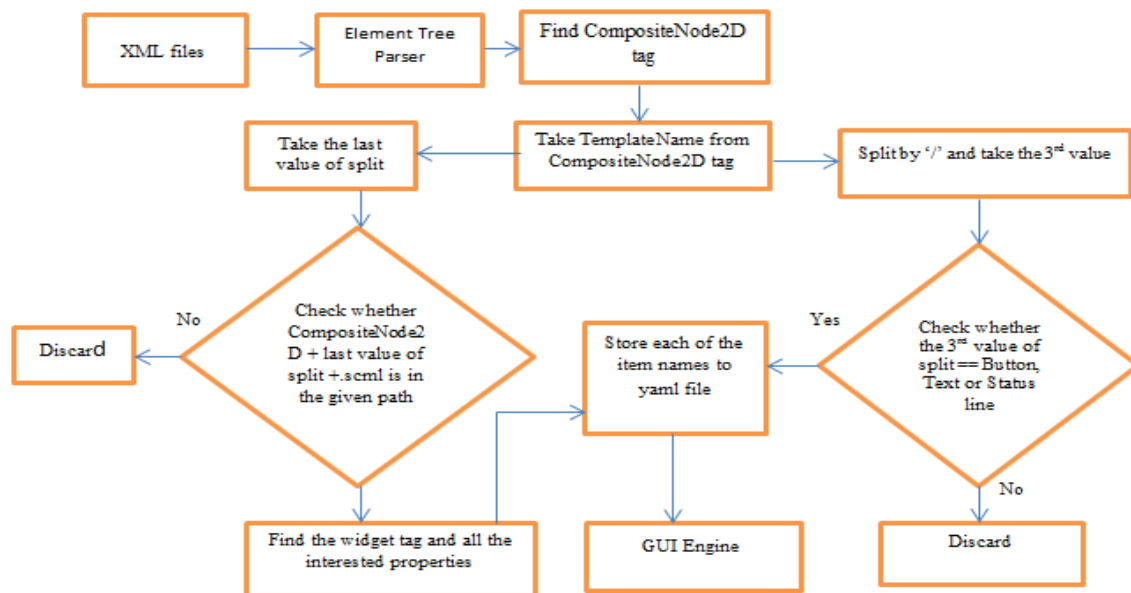 XML files
Element Tree
Parser
Find CompositeNode2D
tag
Take the last
value of split
Take TemplateName from
CompositeNode2D tag
Split by ‘/’ and take the 3rd value
No
Check whether
CompositeNode2
D + last value of
split +.scml is in
the given path
Discard
Store each of the
item names to
yaml file
Yes
Check whether
the 3rd value of
split == Button,
Text or Status
line
No
Find the widget tag and all the
interested properties
GUI Engine
Discard